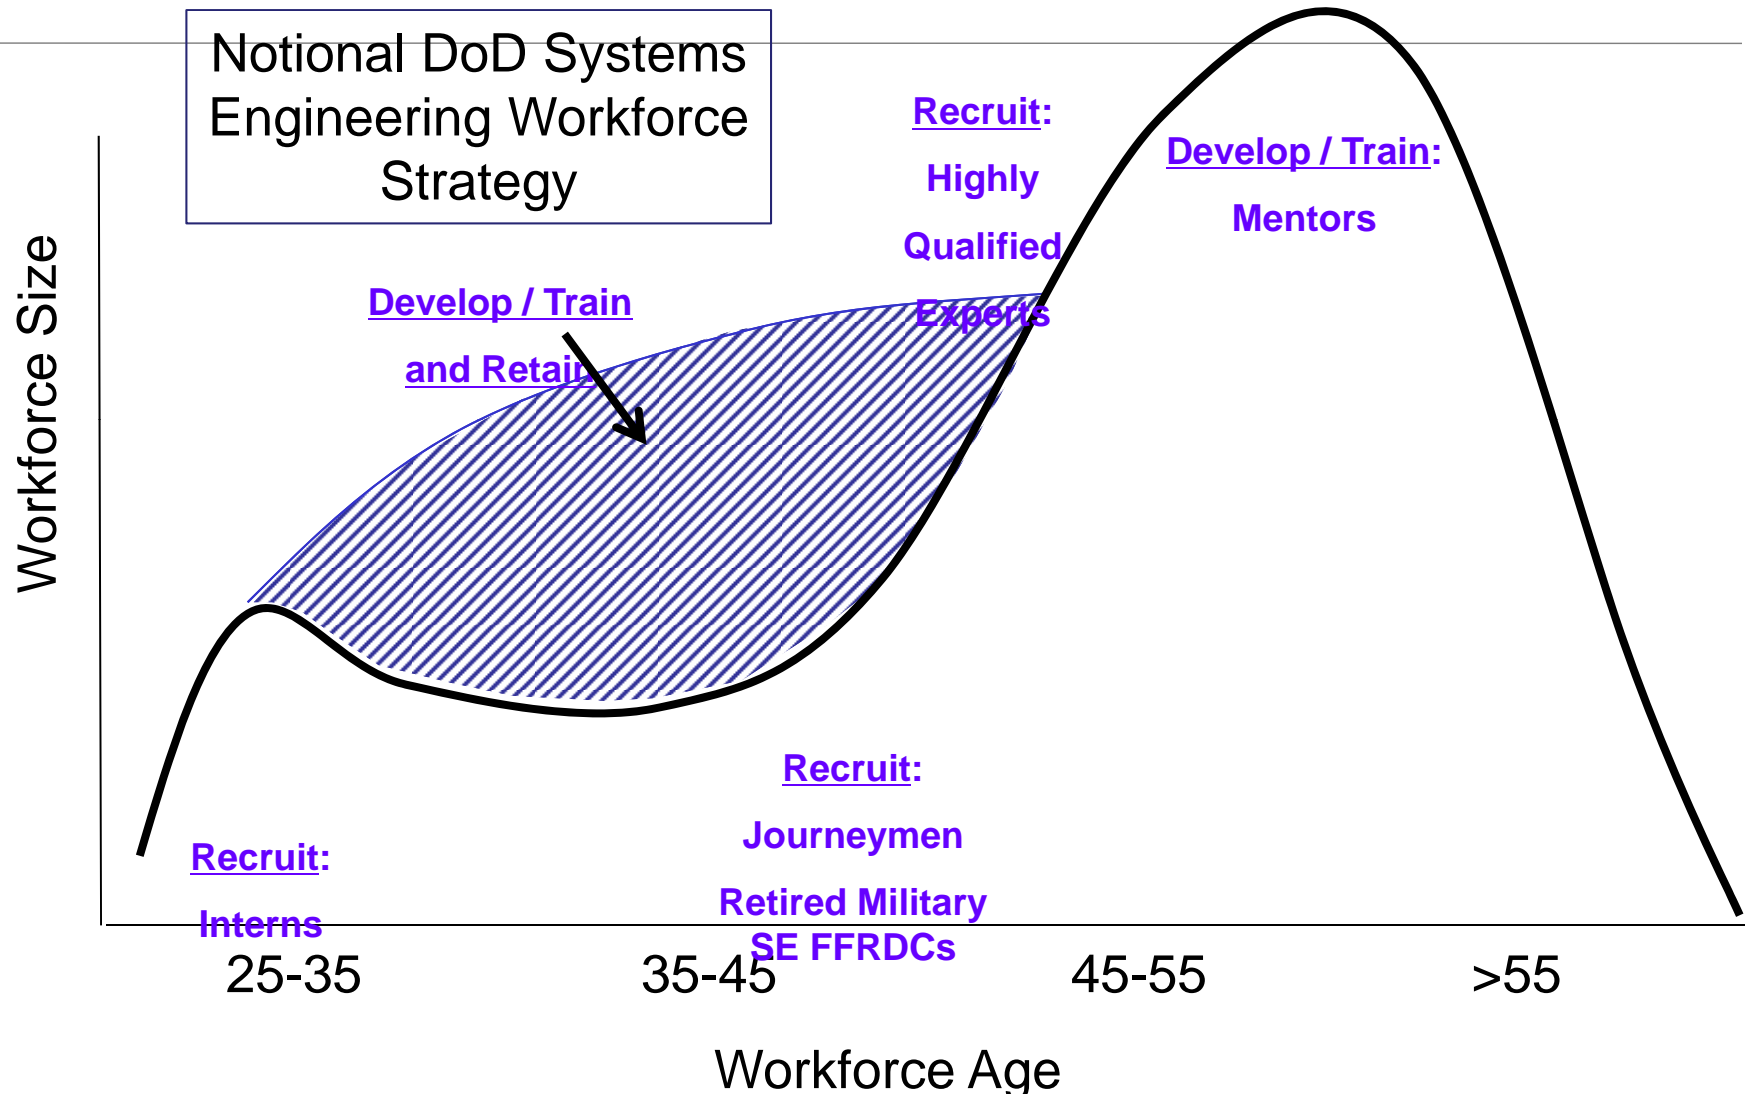 Notional DoD Systems
Engineering Workforce
Strategy
Recruit:
Highly
Qualified
Experts
Develop / Train:
Mentors
Develop / Train
and Retain
Workforce Size
Recruit:
Journeymen
Retired Military
SE FFRDCs
Recruit:
Interns
25-35
35-45
45-55
>55
Workforce Age